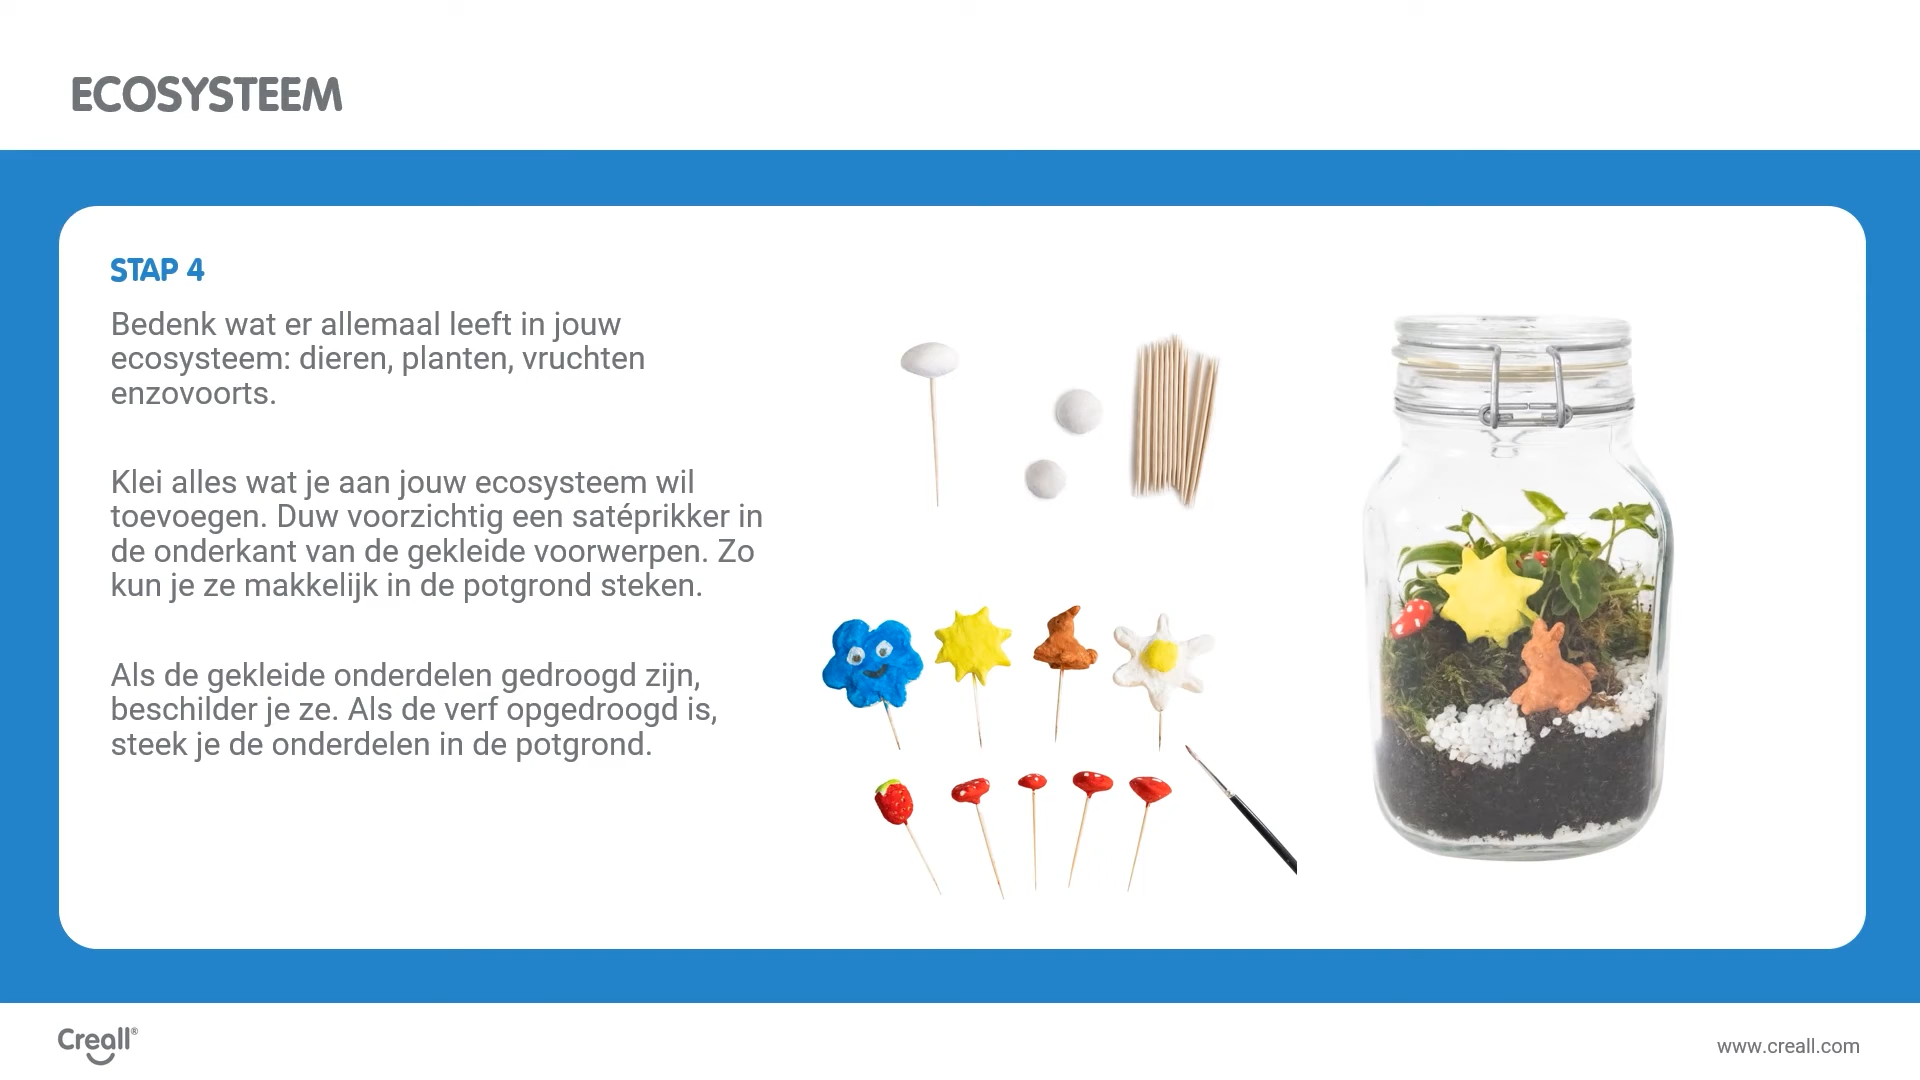 ECOSYSTEEM
STAP 4
Bedenk wat er allemaal leeft in jouw
ecosysteem: dieren, planten, vruchten
enzovoorts.
Klei alles wat je aan jouw ecosysteem wil
toevoegen. Duw voorzichtig een satéprikker in
de onderkant van de gekleide voorwerpen. Zo
kun je ze makkelijk in de potgrond steken.
Als de gekleide onderdelen gedroogd zijn,
beschilder je ze. Als de verf opgedroogd is,
steek je de onderdelen in de potgrond.
Creall®
www.creall.com